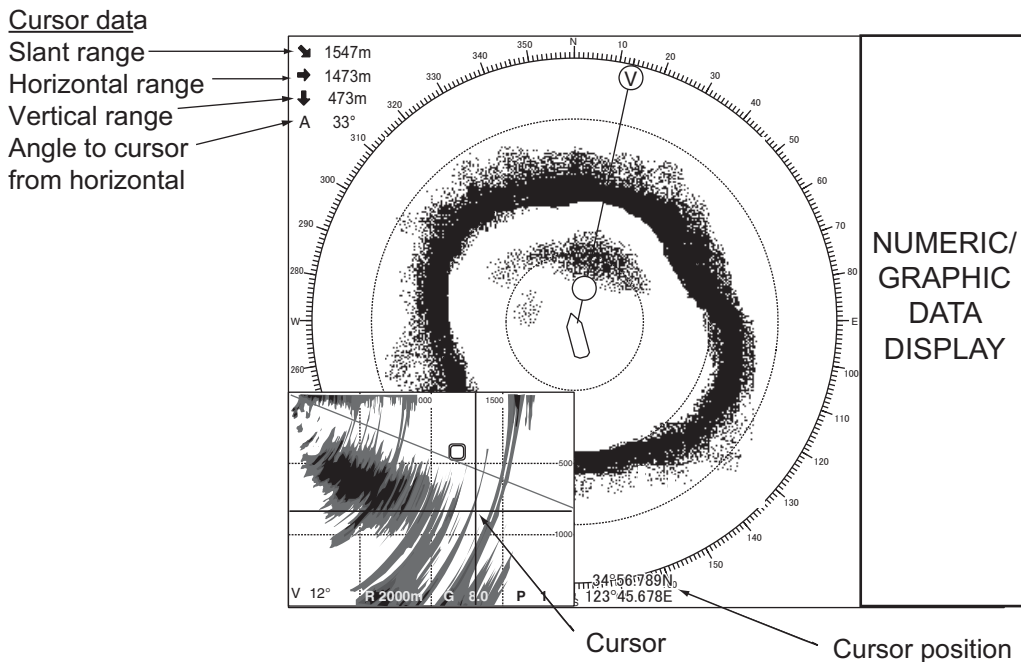 Cursor data
Slant range
Horizontal range
Vertical range
Angle to cursor
from horizontal
1547m
1473m
473m
A 33°
N
10
20
30
40
50
60
70
80
E
100
110
120
130
140
150
260
W
280
290
300
310
320
330
340
350
V
000
1500
500
1000
V 12°
R 2000m
G 8.0
P 1
S
34°56.789N
123°45.678E
NUMERIC/
GRAPHIC
DATA
DISPLAY
Cursor
Cursor position